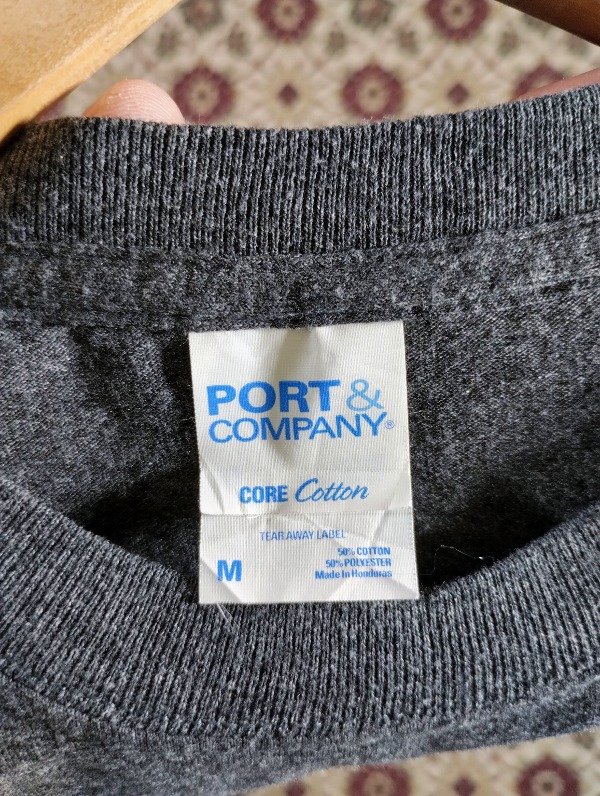 PORT &
COMPANY®
CORE Cotton
TEAR AWAY LABEL
50% COTTON
50% POLYESTER
M Made In Honduras